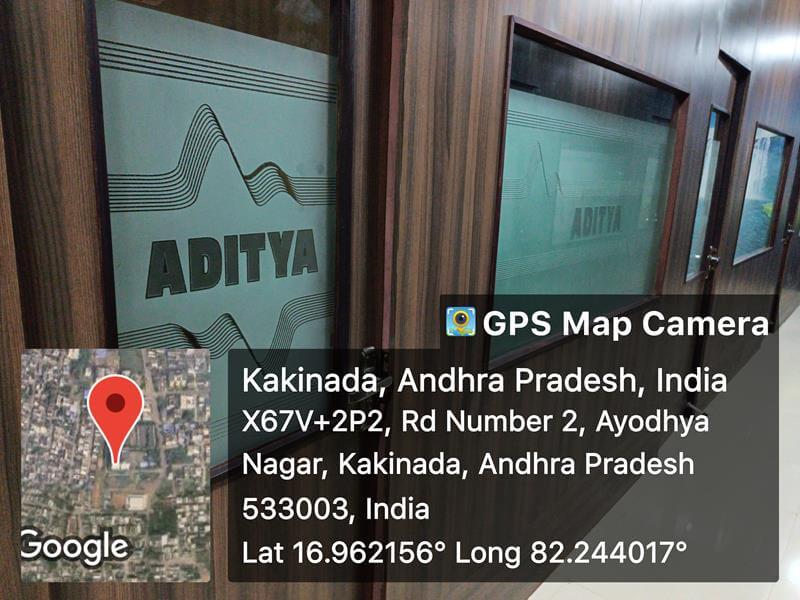 ADITYA
ADITYA
GPS Map Camera
Kakinada, Andhra Pradesh, India
X67V+2P2, Rd Number 2, Ayodhya
Nagar, Kakinada, Andhra Pradesh
533003, India
Lat 16.962156° Long 82.244017°
Google